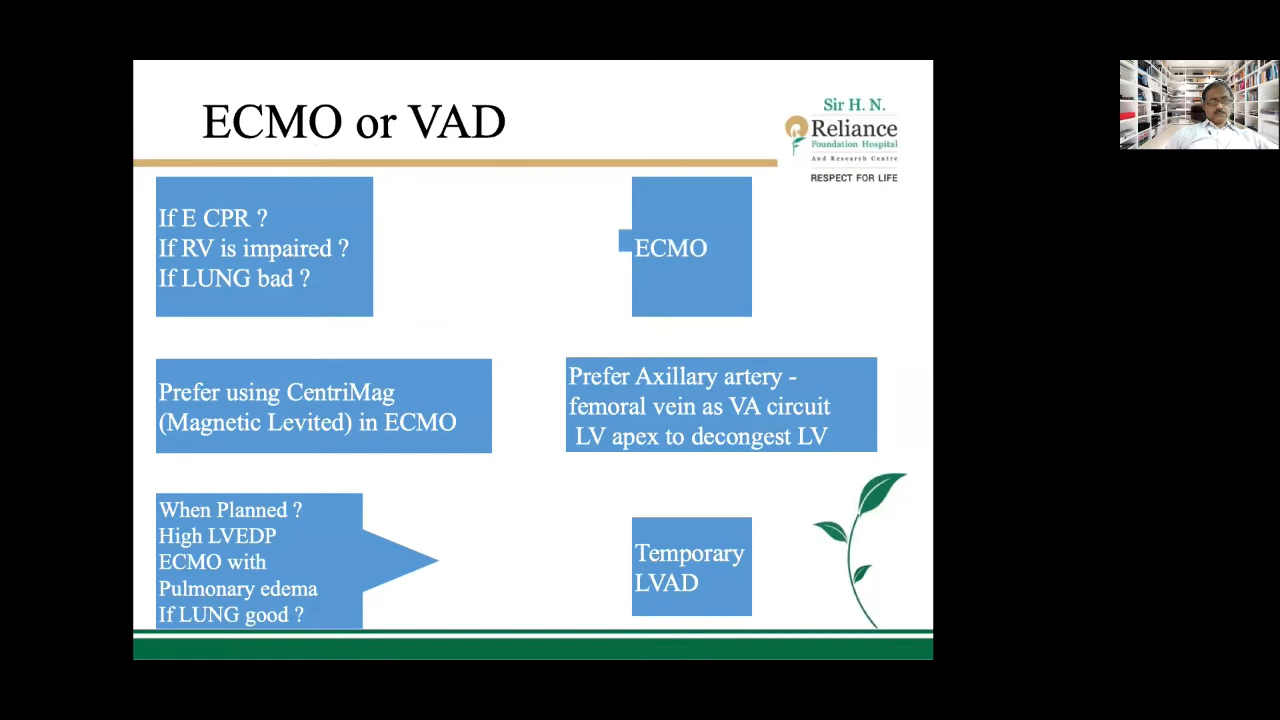 ECMO or VAD
Sir H. N.
Reliance
Foundation Hospital
And Research Centre
RESPECT FOR LIFE
If E CPR ?
If RV is impaired ?
If LUNG bad ?
ECMO
Prefer using CentriMag
(Magnetic Levited) in ECMO
Prefer Axillary artery -
femoral vein as VA circuit
LV apex to decongest LV
When Planned ?
High LVEDP
ECMO with
Pulmonary edema
If LUNG good ?
Temporary
LVAD